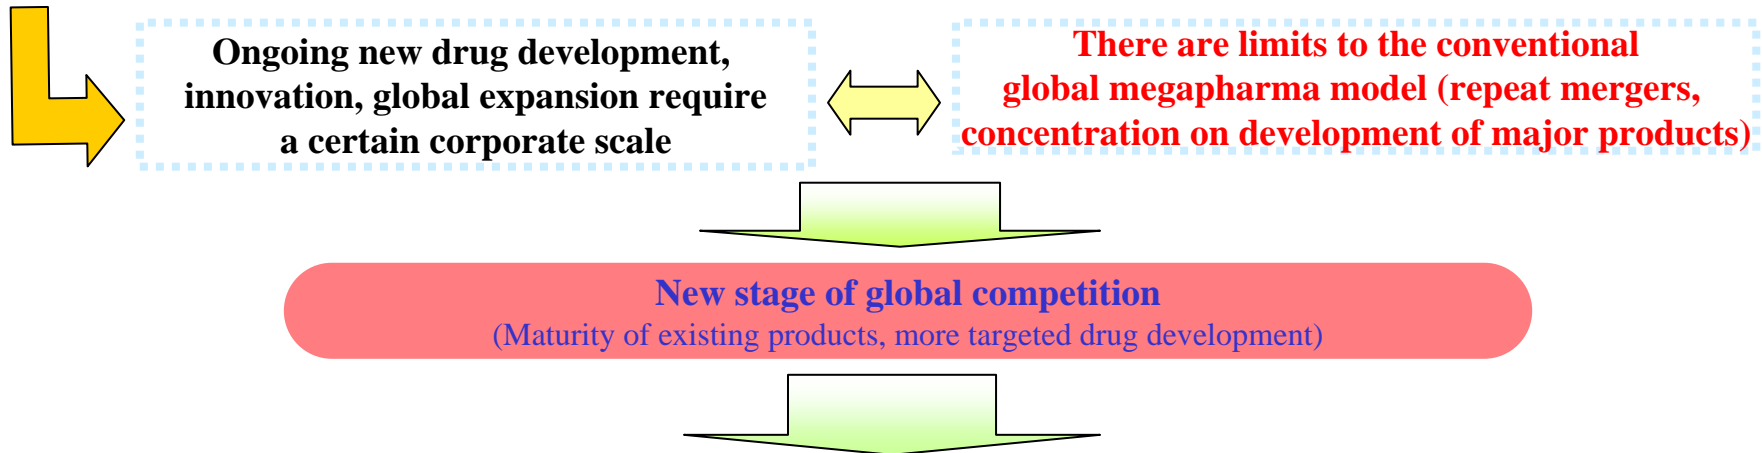 Ongoing new drug development,
innovation, global expansion require
a certain corporate scale
There are limits to the conventional
global megapharma model (repeat mergers,
concentration on development of major products)
New stage of global competition
(Maturity of existing products, more targeted drug development)